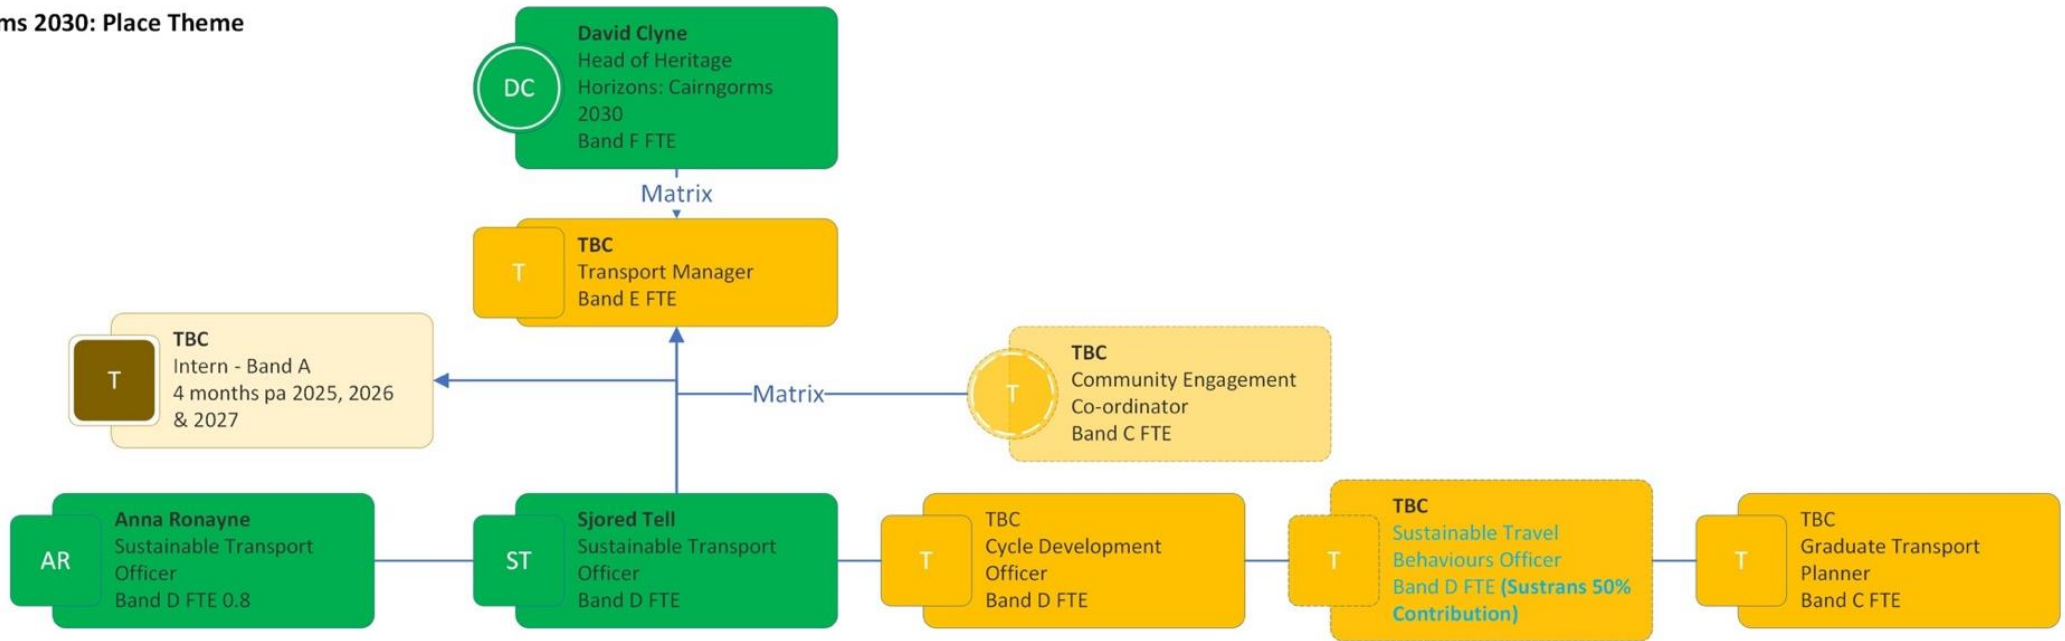 ms 2030: Place Theme
DC
David Clyne
Head of Heritage
Horizons: Cairngorms
2030
Band F FTE
Matrix
T
TBC
Transport Manager
Band E FTE
T
TBC
Intern - Band A
4 months pa 2025, 2026
& 2027
Matrix
T
TBC
Community Engagement
Co-ordinator
Band C FTE
AR
Anna Ronayne
Sustainable Transport
Officer
Band D FTE 0.8
ST
Sjored Tell
Sustainable Transport
Officer
Band D FTE
T
TBC
Cycle Development
Officer
Band D FTE
T
TBC
Sustainable Travel
Behaviours Officer
Band D FTE (Sustrans 50%
Contribution)
T
TBC
Graduate Transport
Planner
Band C FTE